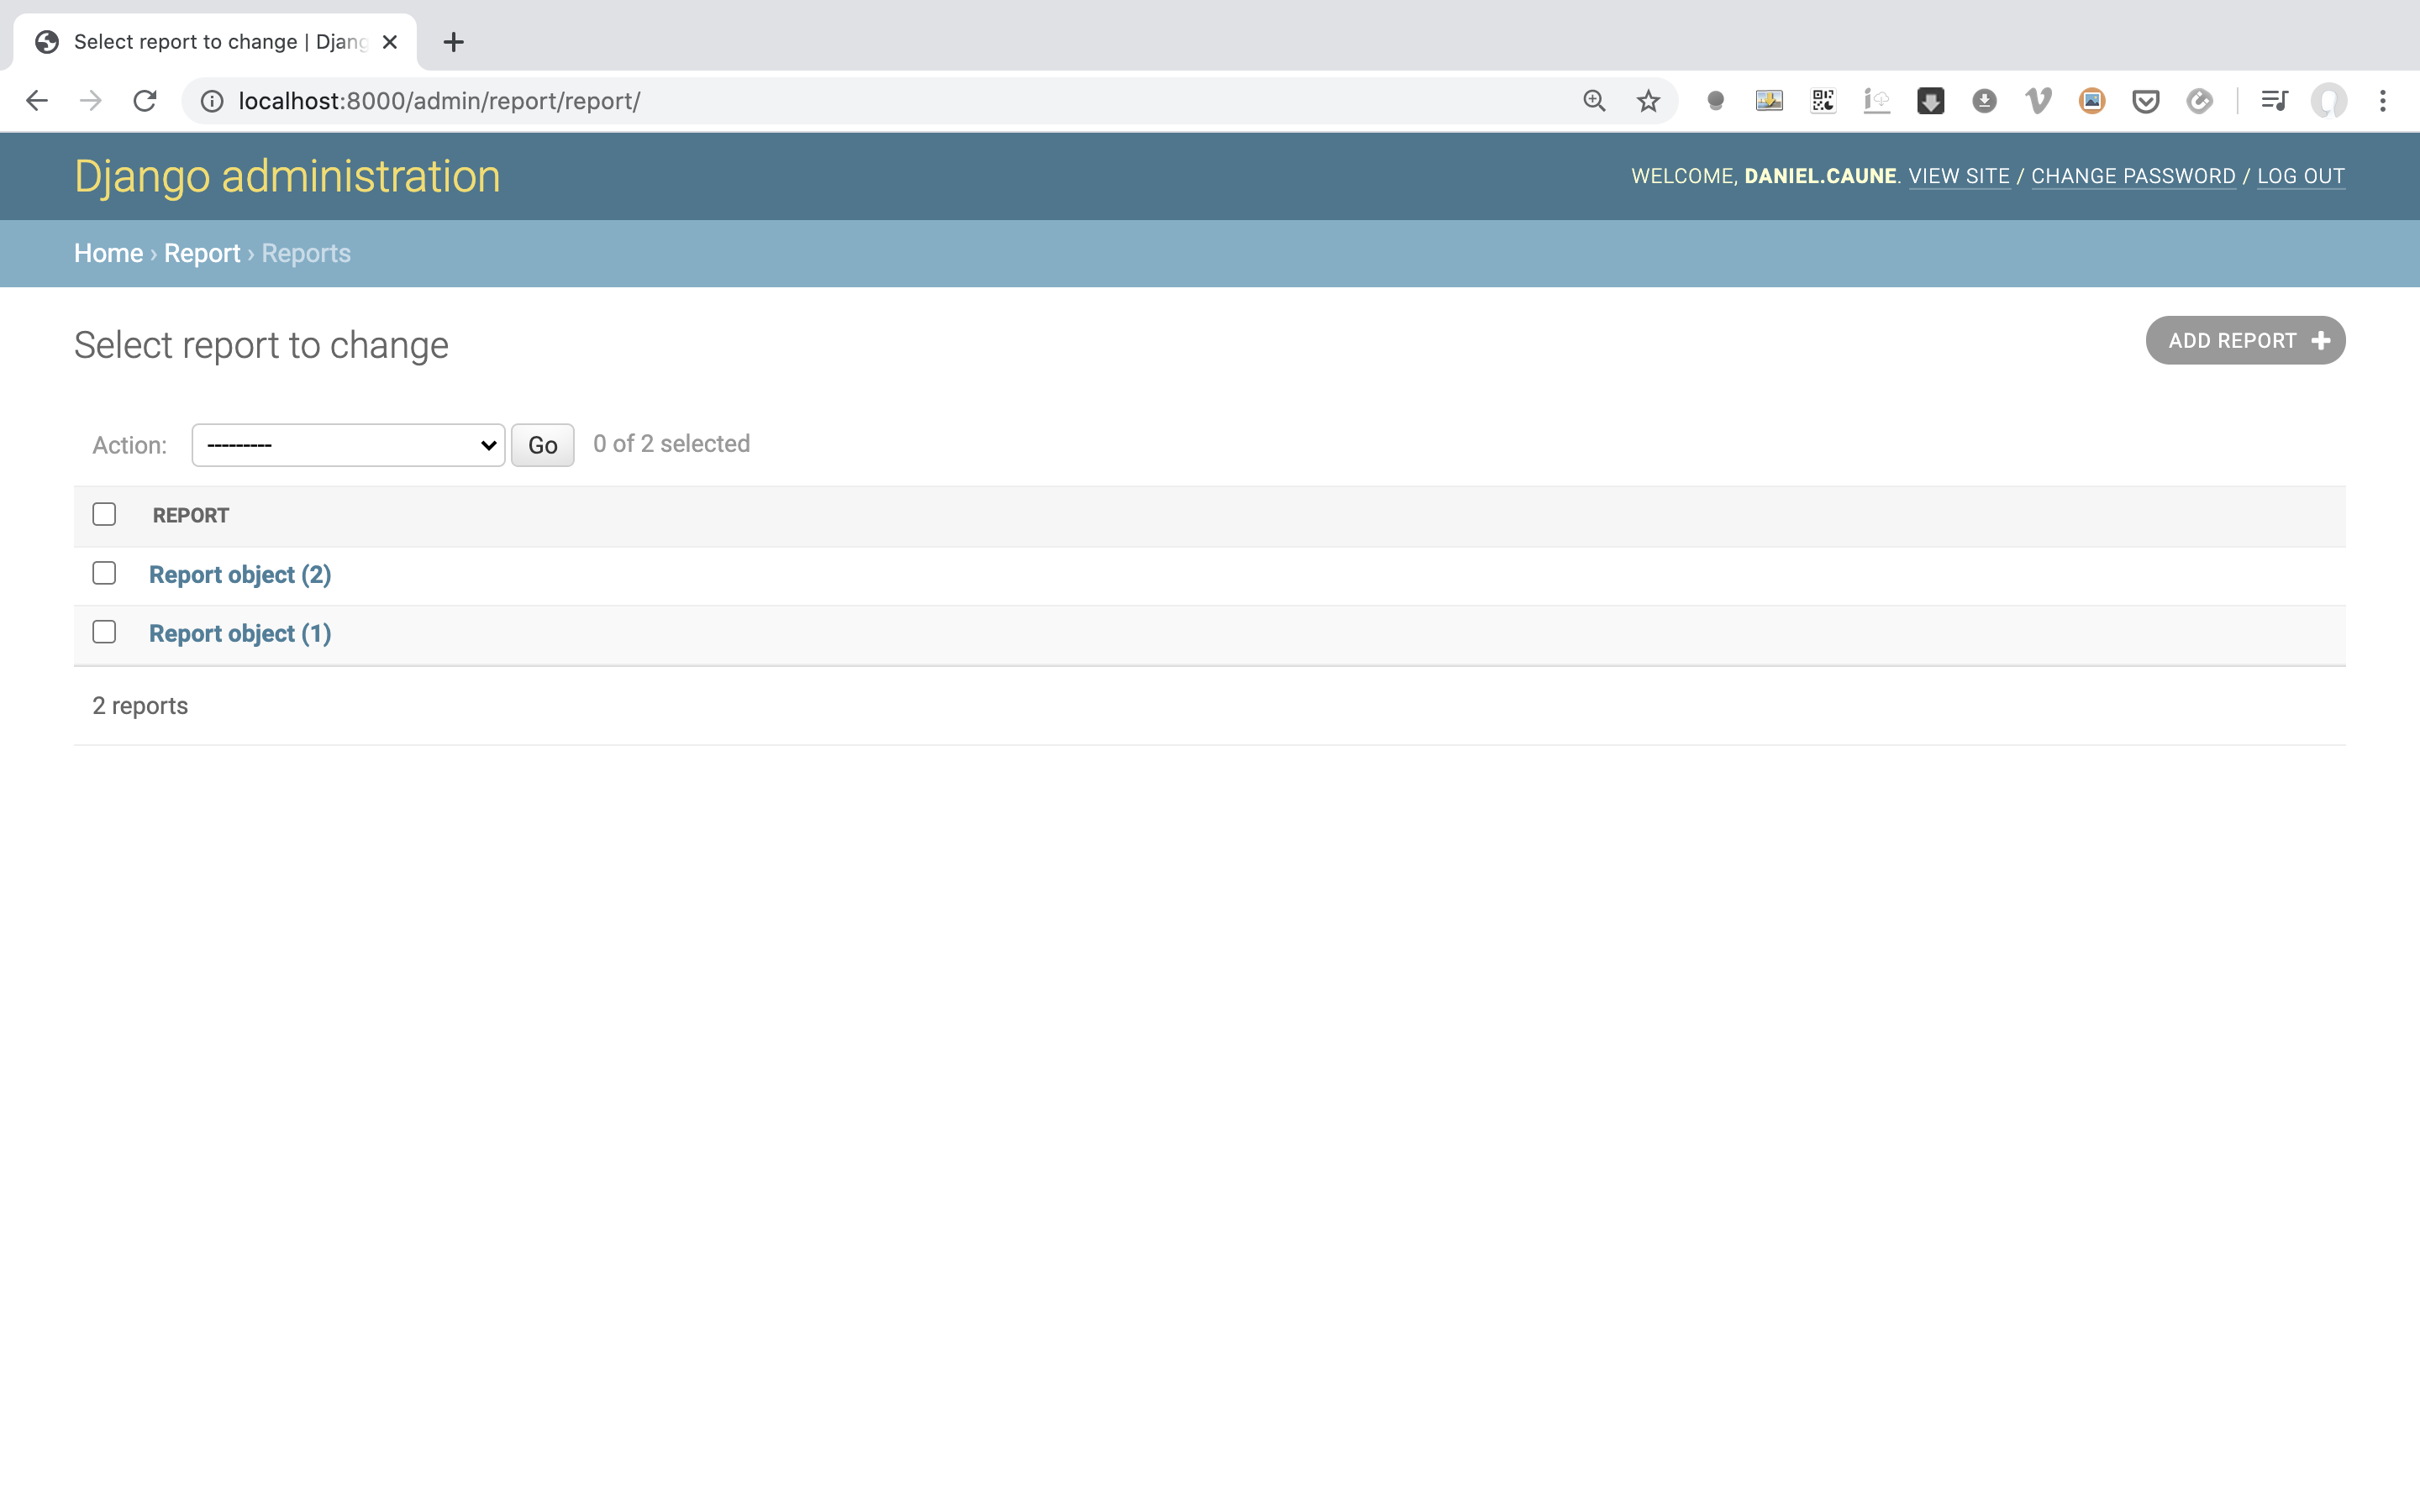 Select report to change | Djang
localhost:8000/admin/report/report/
Django administration
WELCOME, DANIEL.CAUNE. VIEW SITE / CHANGE PASSWORD / LOG OUT
Home › Report › Reports
Select report to change
ADD REPORT
Action: --------- Go 0 of 2 selected
REPORT
Report object (2)
Report object (1)
2 reports